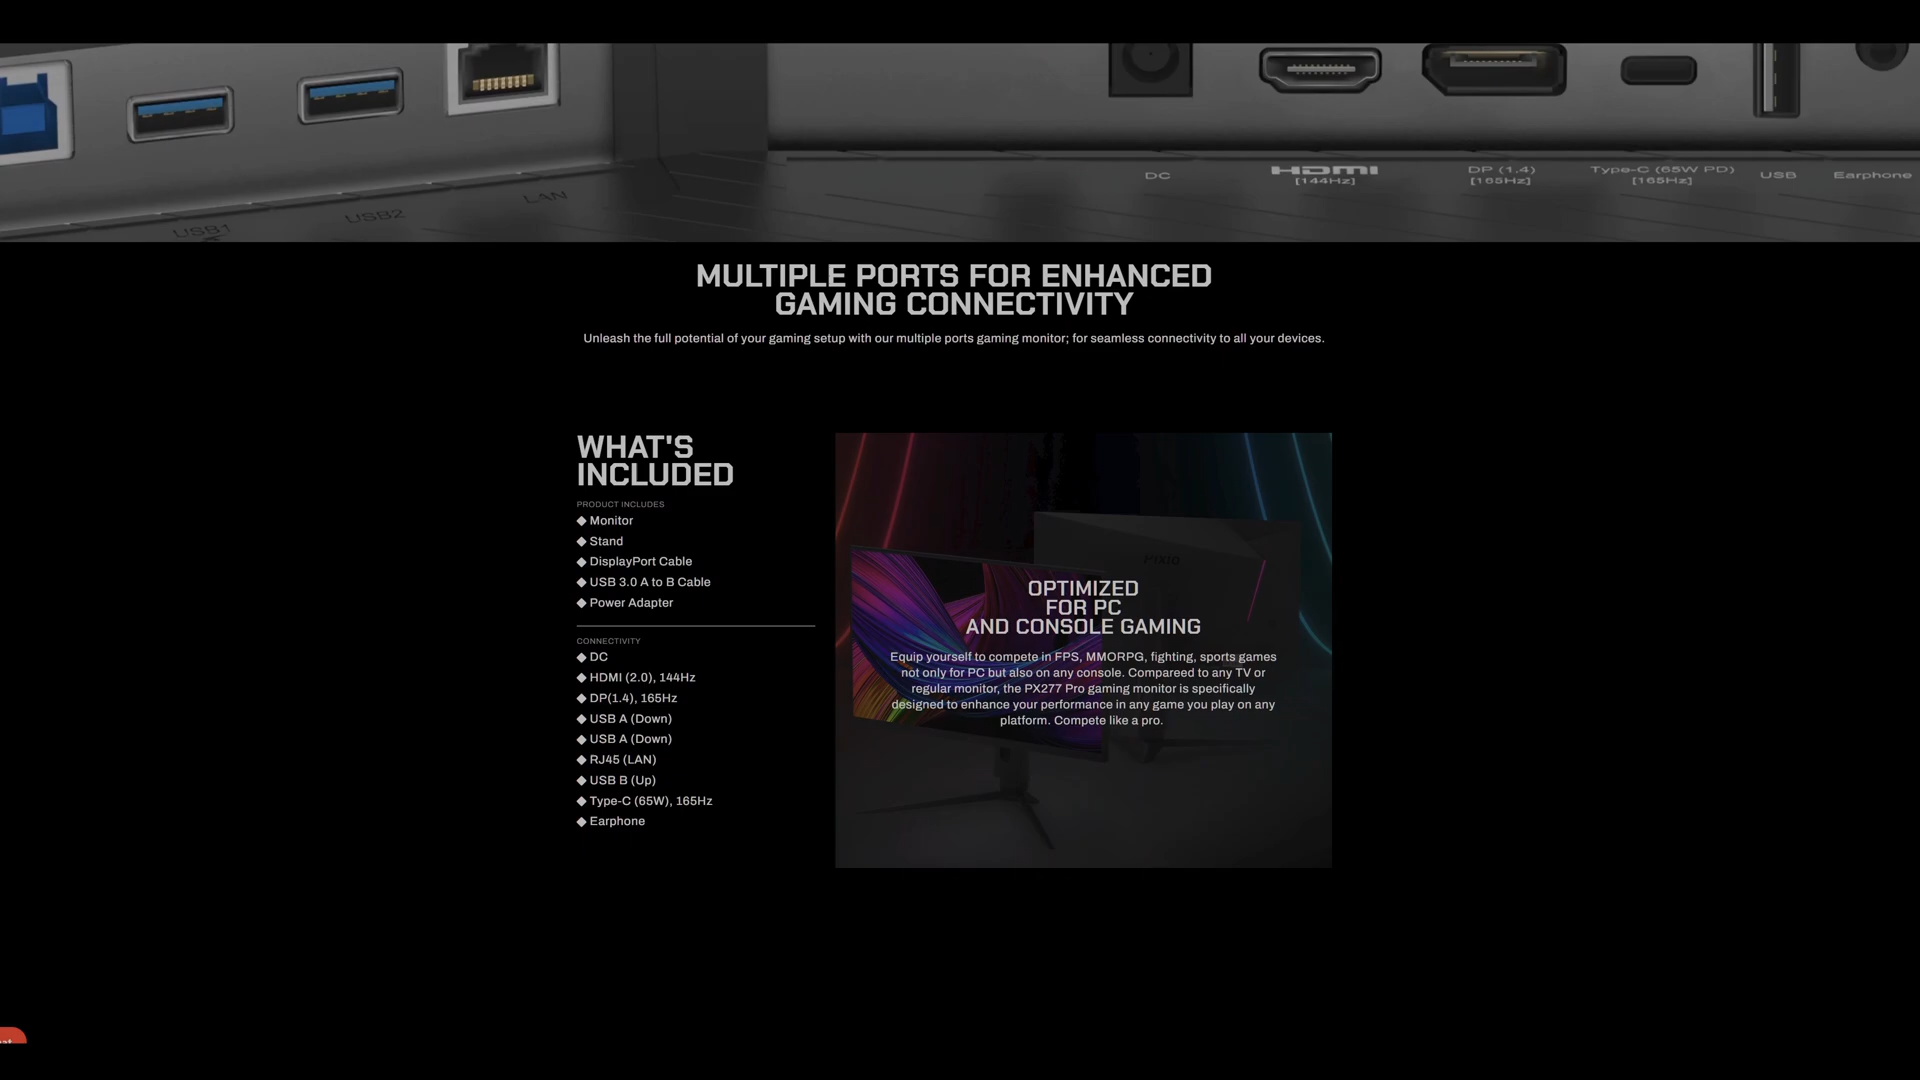 USB1
USB2
LAN
DC
HDMI
[144Hz]
DP (1.4)
[165Hz]
Type-C (65W PD)
[165Hz]
USB
Earphone
MULTIPLE PORTS FOR ENHANCED
GAMING CONNECTIVITY
Unleash the full potential of your gaming setup with our multiple ports gaming monitor; for seamless connectivity to all your devices.
WHAT'S
INCLUDED
PRODUCT INCLUDES
◆ Monitor
◆ Stand
◆ DisplayPort Cable
◆ USB 3.0 A to B Cable
◆ Power Adapter
CONNECTIVITY
◆ DC
◆ HDMI (2.0), 144Hz
◆ DP(1.4), 165Hz
◆ USB A (Down)
◆ USB A (Down)
◆ RJ45 (LAN)
◆ USB B (Up)
◆ Type-C (65W), 165Hz
◆ Earphone
Pixio
OPTIMIZED
FOR PC
AND CONSOLE GAMING
Equip yourself to compete in FPS, MMORPG, fighting, sports games
not only for PC but also on any console. Compareed to any TV or
regular monitor, the PX277 Pro gaming monitor is specifically
designed to enhance your performance in any game you play on any
platform. Compete like a pro.